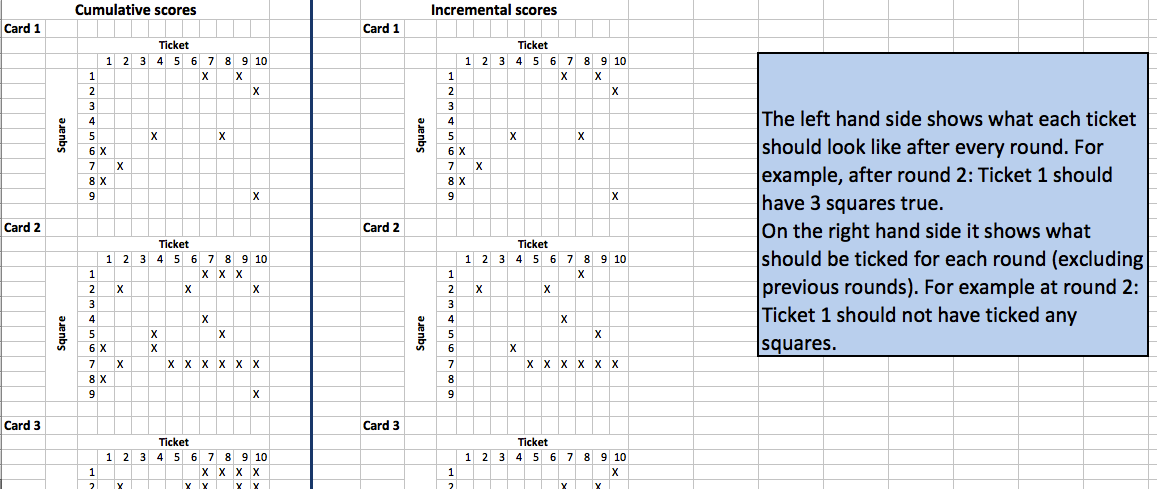 Cumulative scores
Card 1
Ticket
1 2 3 4 5 6 7 8 9 10
Square
1 X X
2 X
3
4
5 X X
6 X
7 X
8 X
9 X
Card 2
Ticket
1 2 3 4 5 6 7 8 9 10
Square
1 X X X
2 X X X
3
4 X
5 X X
6 X X
7 X X X X X X X
8 X
9 X
Card 3
Ticket
1 2 3 4 5 6 7 8 9 10
1 X X X X
2 X X X X X
Incremental scores
Card 1
Ticket
1 2 3 4 5 6 7 8 9 10
Square
1 X X
2 X
3
4
5 X X
6 X
7 X
8 X
9 X
Card 2
Ticket
1 2 3 4 5 6 7 8 9 10
Square
1 X
2 X X
3
4 X
5 X
6 X
7 X X X X X X
8
9
Card 3
Ticket
1 2 3 4 5 6 7 8 9 10
1 X
2 X X
The left hand side shows what each ticket
should look like after every round. For
example, after round 2: Ticket 1 should
have 3 squares true.
On the right hand side it shows what
should be ticked for each round (excluding
previous rounds). For example at round 2:
Ticket 1 should not have ticked any
squares.